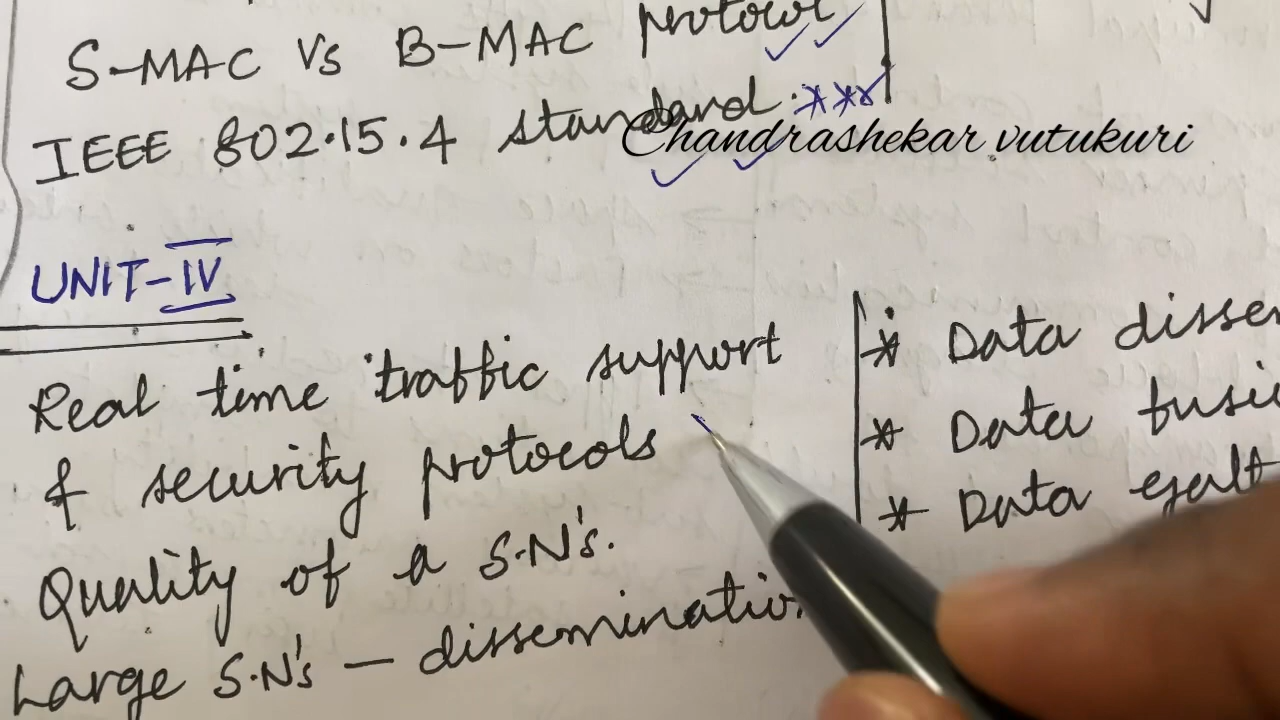 S-MAC Vs B-MAC protocol
IEEE 802.15.4 standard. ***
Chandrashekar vutukuri
UNIT-IV
Real time traffic support
& security protocols
Quality of a S.N's.
Large S.N's — dissemination
* Data disse
* Data fusi
* Data